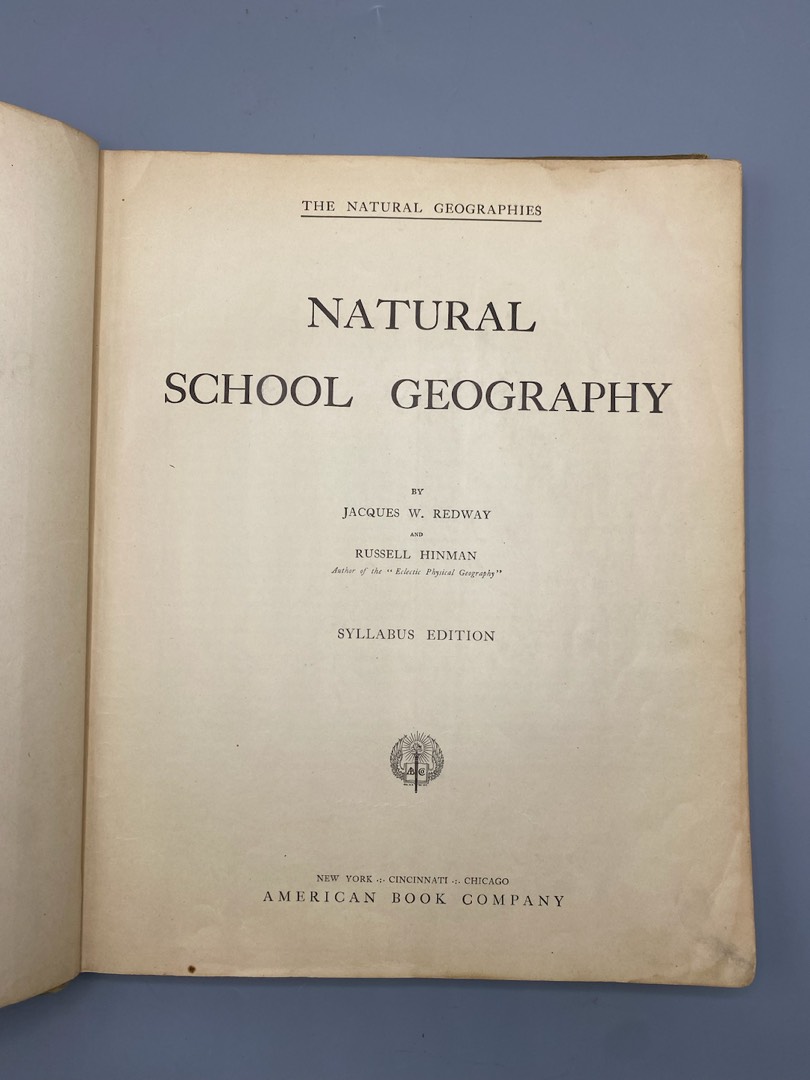 THE NATURAL GEOGRAPHIES
NATURAL
SCHOOL GEOGRAPHY
BY
JACQUES W. REDWAY
AND
RUSSELL HINMAN
Author of the "Eclectic Physical Geography"
SYLLABUS EDITION
NEW YORK ·:· CINCINNATI ·:· CHICAGO
AMERICAN BOOK COMPANY